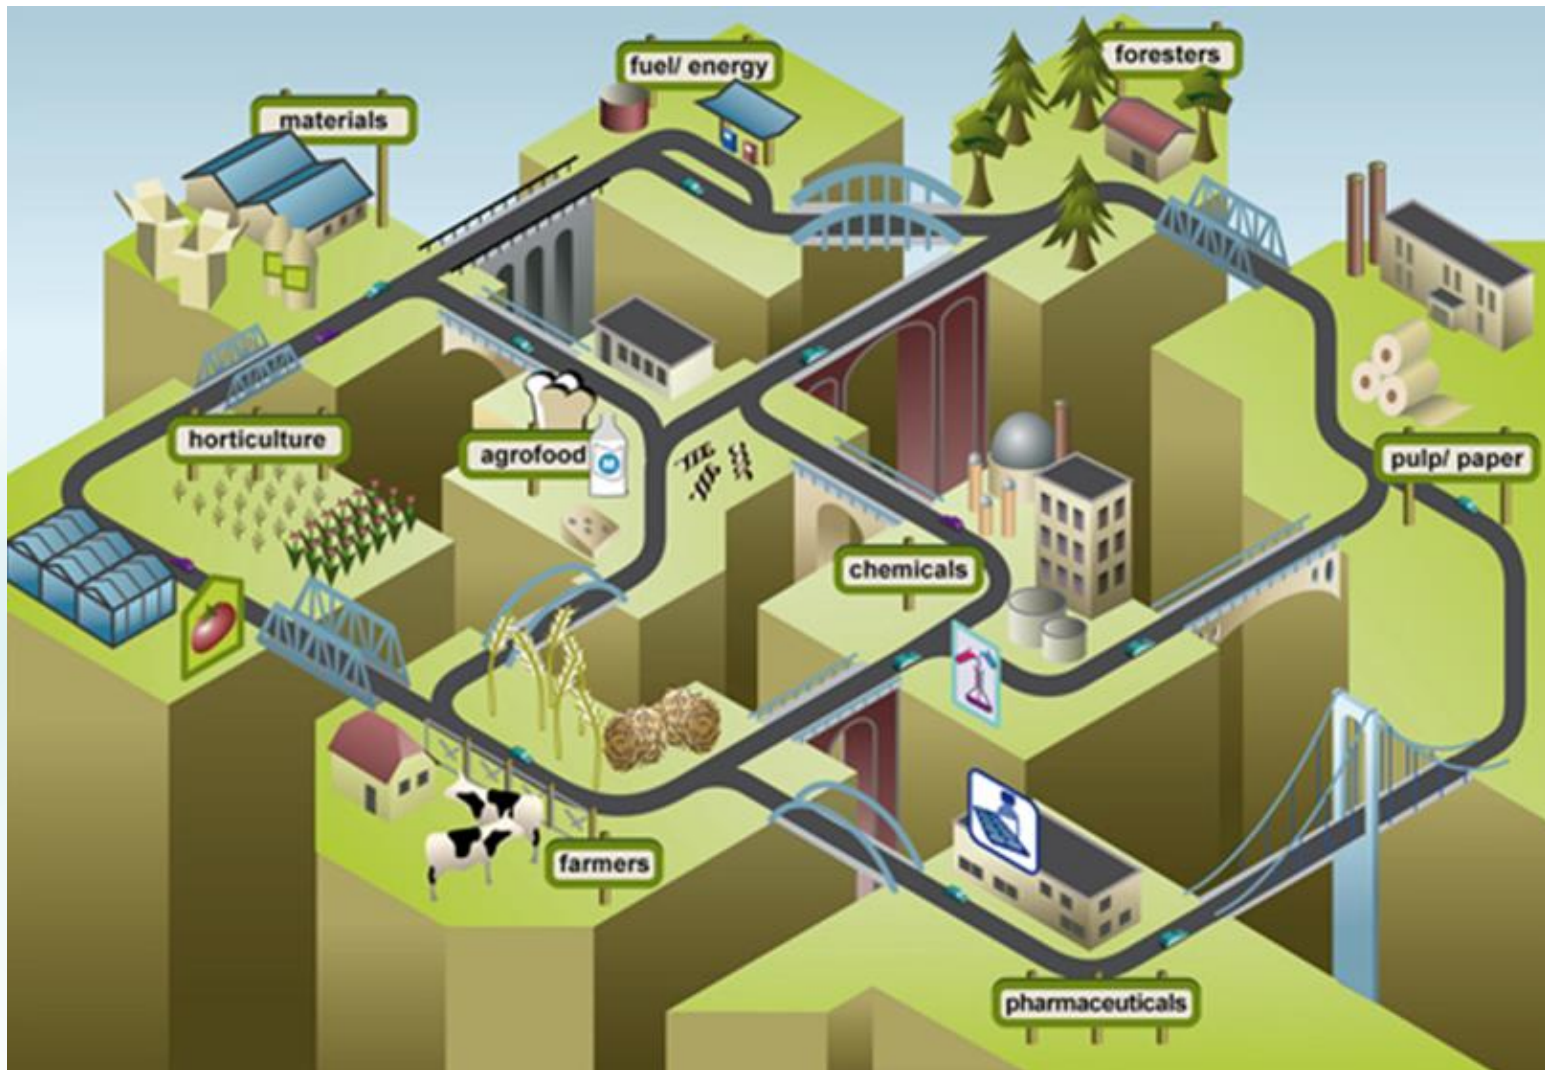 fuel/ energy
foresters
materials
horticulture
agrofood
pulp/ paper
chemicals
farmers
pharmaceuticals